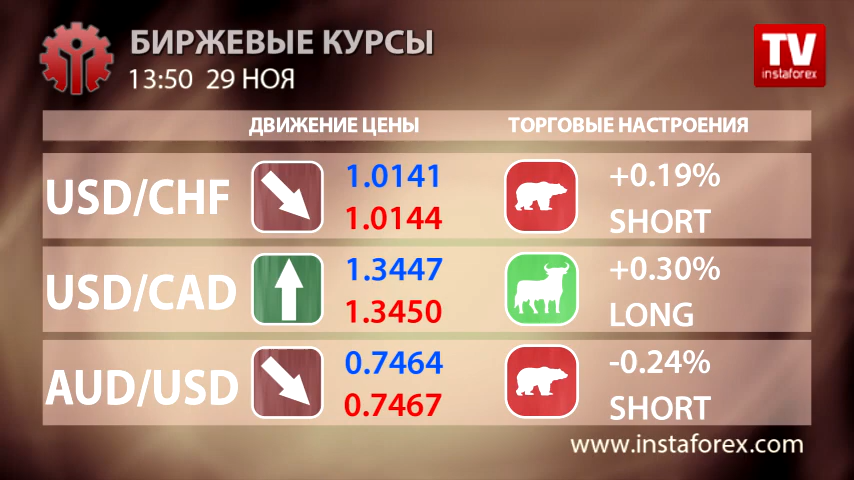 БИРЖЕВЫЕ КУРСЫ
13:50 29 НОЯ
TV
instaforex
ДВИЖЕНИЕ ЦЕНЫ ТОРГОВЫЕ НАСТРОЕНИЯ
USD/CHF
1.0141
1.0144
+0.19%
SHORT
USD/CAD
1.3447
1.3450
+0.30%
LONG
AUD/USD
0.7464
0.7467
-0.24%
SHORT
www.instaforex.com